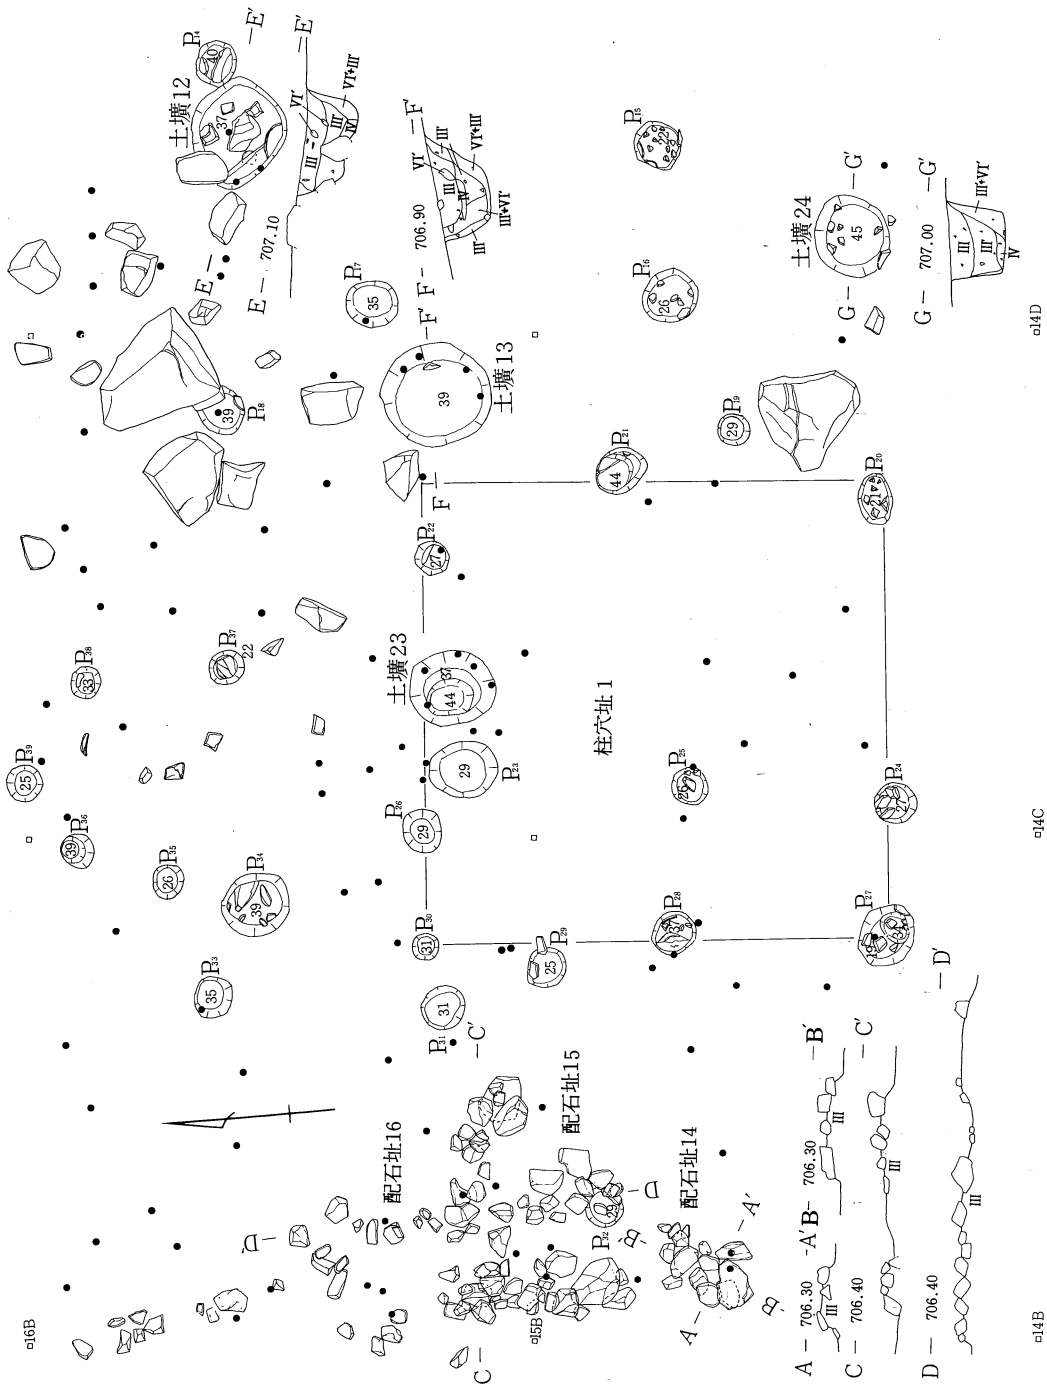 P14
40
E′
土壙12
37
E′
VI′
III
III′
VI′+III′
IV
E
707.10
E
F′
VI′
III′
III
IV
VI′+III′
III′+VI′
III′
706.90
F
P15
22
P17
35
P16
26
F′
土壙13
39
F
土壙24
45
G′
G
707.00
G′
III
III′
III′+VI′
IV
G
□14D
P18
39
P19
29
P21
44
P20
21
P22
27
土壙23
37
44
P37
22
P38
33
P39
25
P36
39
P35
26
P34
39
P33
35
P23
29
P26
29
柱穴址1
P25
26
P24
27
□14C
P30
31
P29
25
P28
37
P27
19
34
P31
31
C′
配石址15
配石址16
配石址14
D′
D
P32
29
B′
A′
A
B
C
□16B
□15B
□14B
A
706.30
A′
III
B
706.30
B′
III
C
706.40
C′
III
D
706.40
D′
III